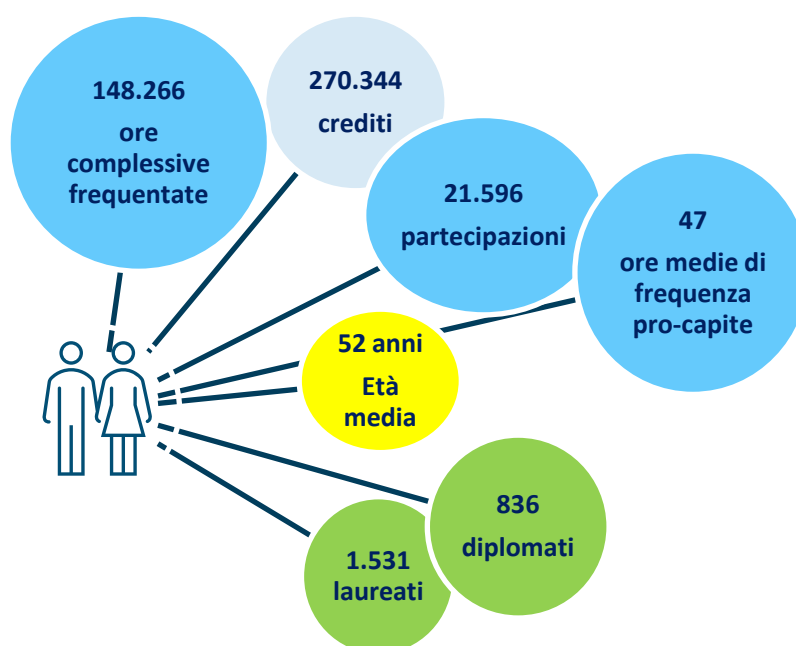 148.266
ore
complessive
frequentate
270.344
crediti
21.596
partecipazioni
47
ore medie di
frequenza
pro-capite
52 anni
Età
media
836
diplomati
1.531
laureati